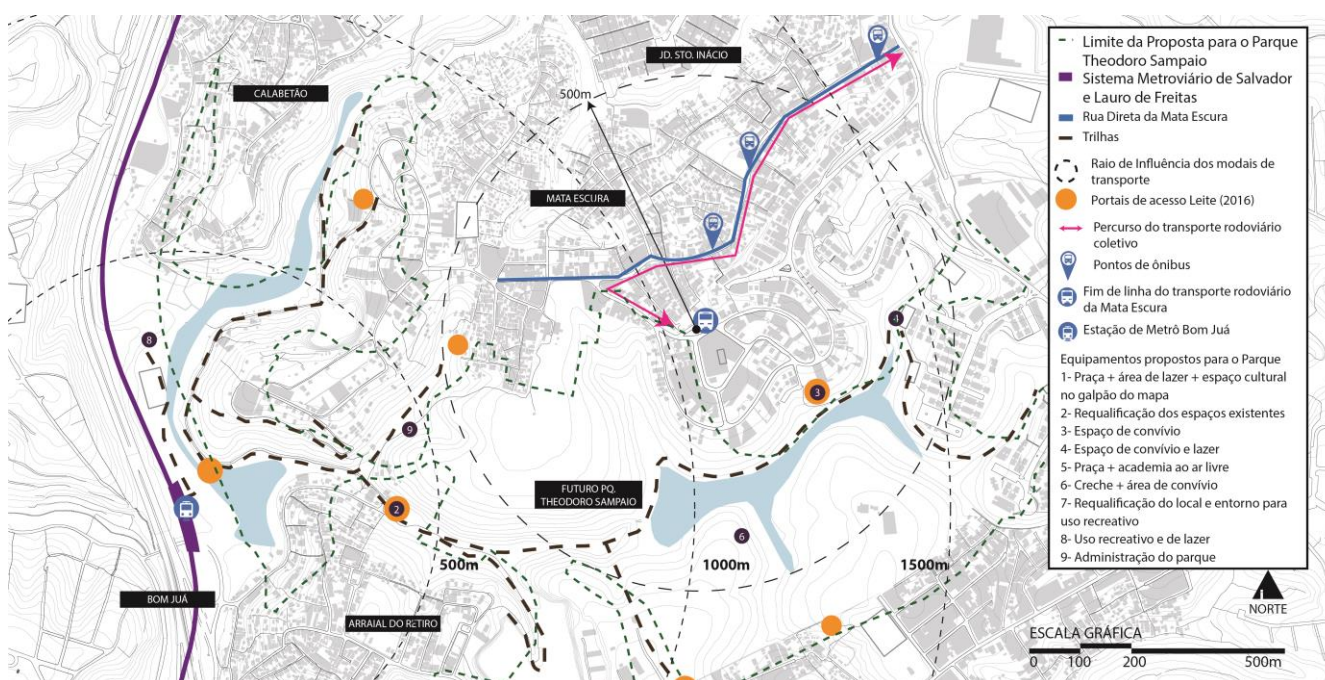 JD. STO. INÁCIO
CALABETÃO
500m
MATA ESCURA
4
8
3
9
FUTURO PQ.
THEODORO SAMPAIO
2
6
500m
1000m
1500m
BOM JUÁ
ARRAIAL DO RETIRO
Limite da Proposta para o Parque
Theodoro Sampaio
Sistema Metroviário de Salvador
e Lauro de Freitas
Rua Direta da Mata Escura
Trilhas
Raio de Influência dos modais de
transporte
Portais de acesso Leite (2016)
Percurso do transporte rodoviário
coletivo
Pontos de ônibus
Fim de linha do transporte rodoviário
da Mata Escura
Estação de Metrô Bom Juá
Equipamentos propostos para o Parque
1- Praça + área de lazer + espaço cultural
no galpão do mapa
2- Requalificação dos espaços existentes
3- Espaço de convívio
4- Espaço de convívio e lazer
5- Praça + academia ao ar livre
6- Creche + área de convívio
7- Requalificação do local e entorno para
uso recreativo
8- Uso recreativo e de lazer
9- Administração do parque
NORTE
ESCALA GRÁFICA
0 100 200 500m